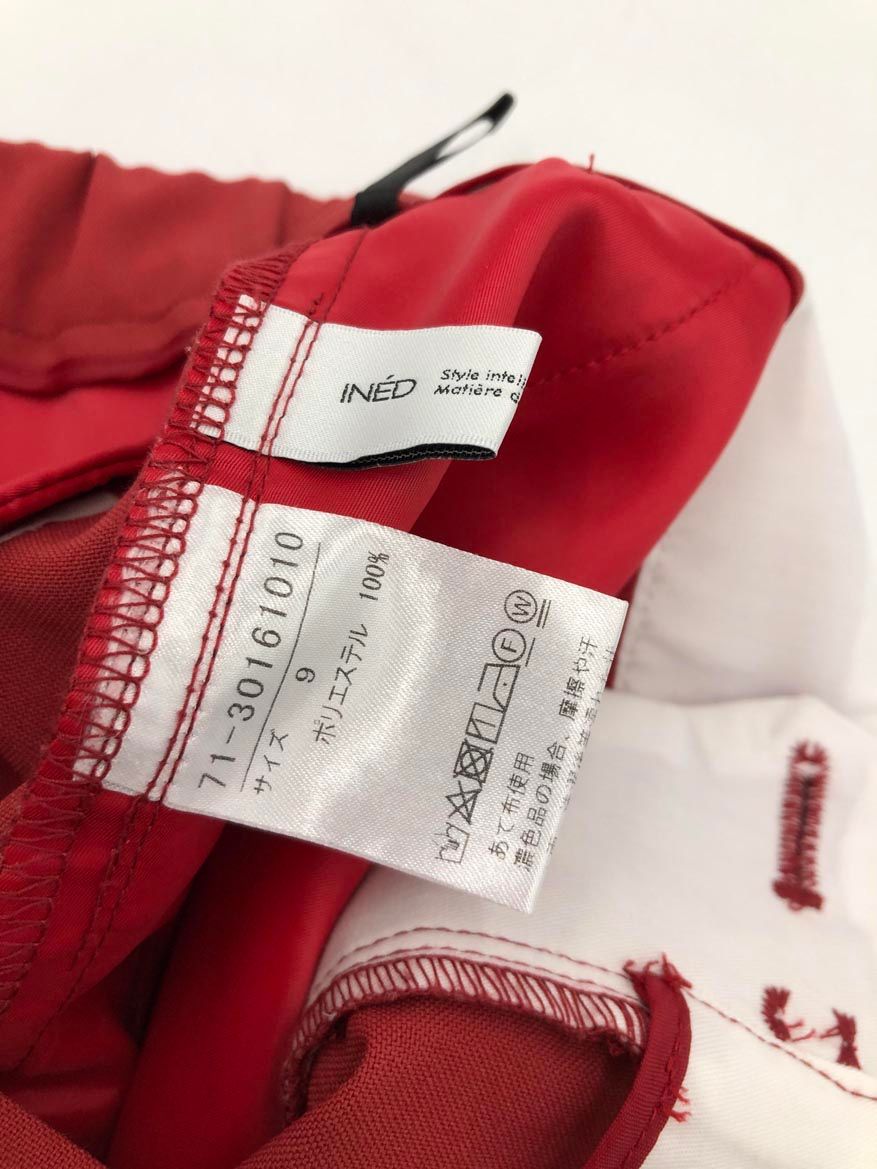 INÉD
Style inteli
Matière d
71-30161010
サイズ 9
ポリエステル 100%
F W
あて布使用
濃色品の場合、摩擦や汗